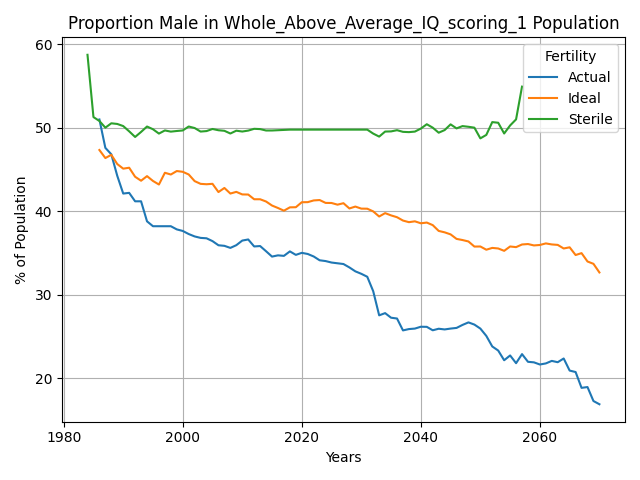 Proportion Male in Whole_Above_Average_IQ_scoring_1 Population
Fertility
Actual
Ideal
Sterile
% of Population
60
50
40
30
20
1980
2000
2020
2040
2060
Years